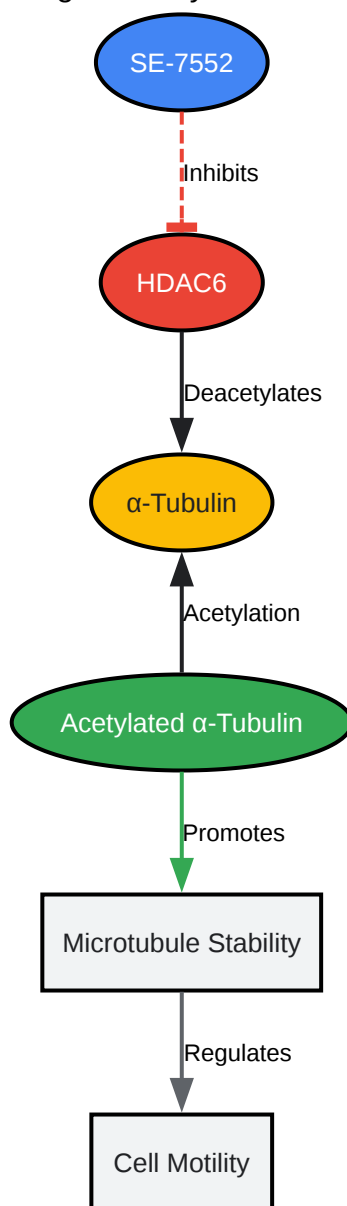 SE-7552
Inhibits
HDAC6
Deacetylates
α-Tubulin
Acetylation
Acetylated α-Tubulin
Promotes
Microtubule Stability
Regulates
Cell Motility